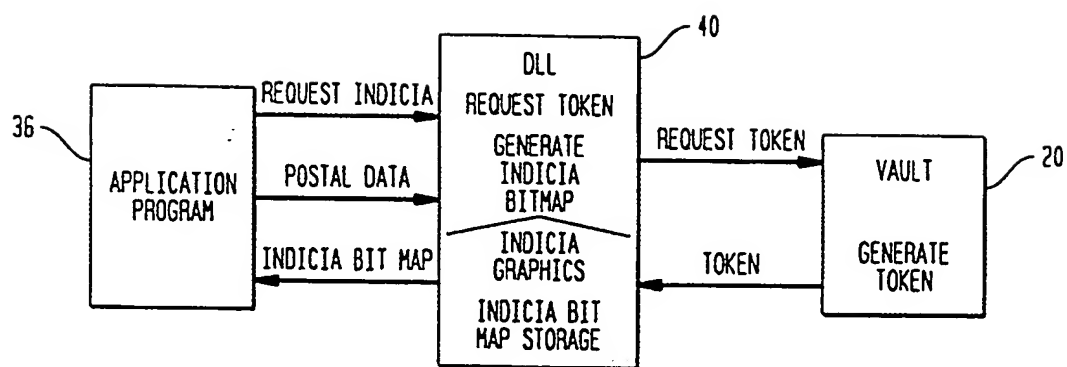 36
APPLICATION
PROGRAM
REQUEST INDICIA
POSTAL DATA
INDICIA BIT MAP
40
DLL
REQUEST TOKEN
GENERATE
INDICIA
BITMAP
INDICIA
GRAPHICS
INDICIA BIT
MAP STORAGE
REQUEST TOKEN
TOKEN
20
VAULT
GENERATE
TOKEN